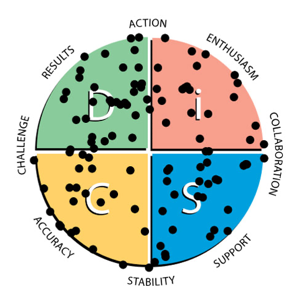 ACTION
RESULTS
ENTHUSIASM
D
i
CHALLENGE
COLLABORATION
C
S
ACCURACY
SUPPORT
STABILITY